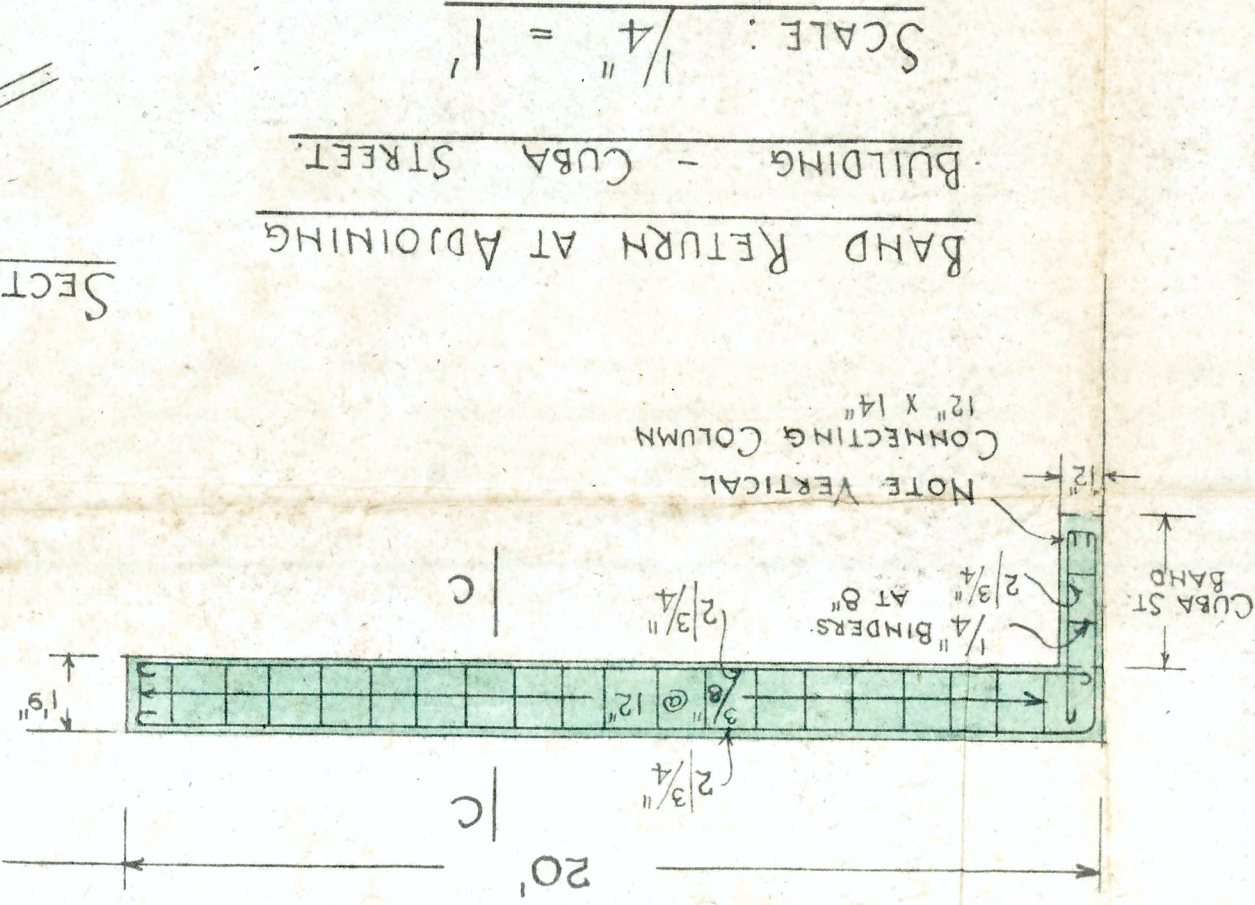 20'
C
2/3/4"
1'9"
3/8" @ 12"
CUBA ST.
BAND
1/4" BINDERS
AT 8"
2/3/4"
2/3/4"
C
12"
NOTE VERTICAL
CONNECTING COLUMN
12" X 14"
SECT
BAND RETURN AT ADJOINING
BUILDING - CUBA STREET.
SCALE: 1/4" = 1'